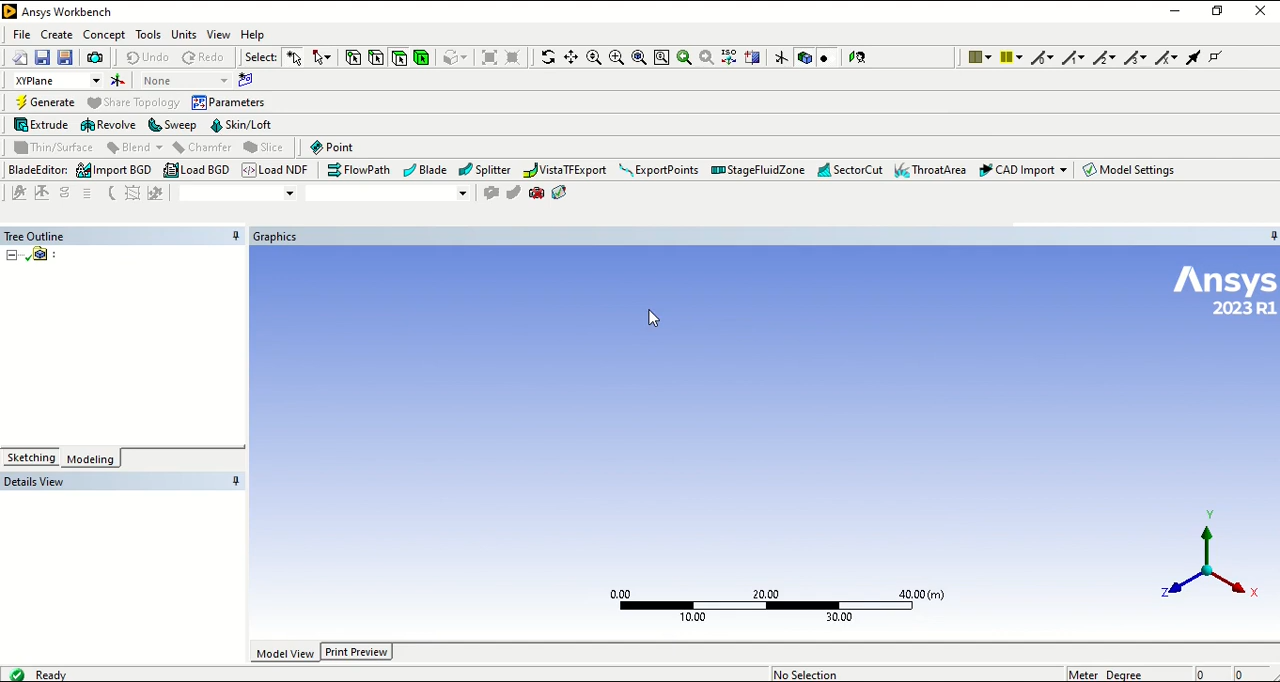 Ansys Workbench
File Create Concept Tools Units View Help
Undo Redo Select: ISO
XYPlane None
Generate Share Topology Parameters
Extrude Revolve Sweep Skin/Loft
Thin/Surface Blend Chamfer Slice Point
BladeEditor: Import BGD Load BGD Load NDF FlowPath Blade Splitter VistaTFExport ExportPoints StageFluidZone SectorCut ThroatArea CAD Import Model Settings
Tree Outline
:
Graphics
Ansys
2023 R1
Sketching Modeling
Details View
Y
Z X
0.00 20.00 40.00 (m)
10.00 30.00
Model View Print Preview
Ready No Selection Meter Degree 0 0